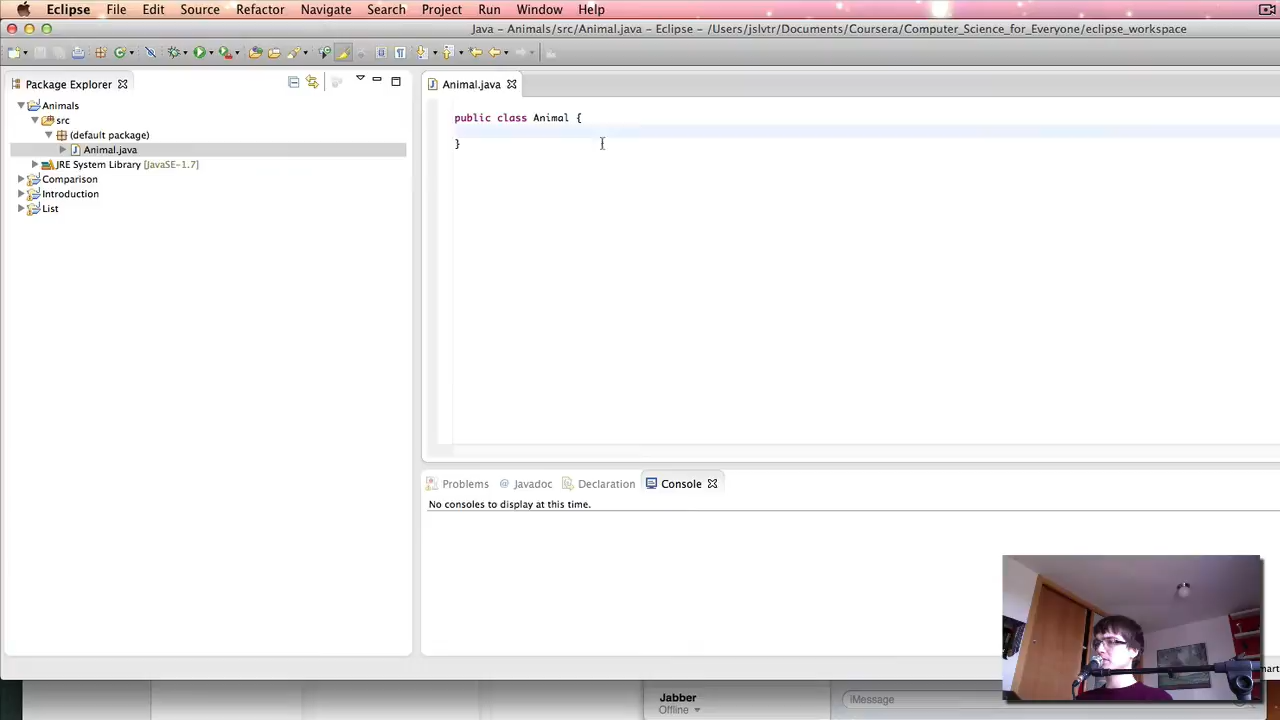 Eclipse File Edit Source Refactor Navigate Search Project Run Window Help
Java - Animals/src/Animal.java - Eclipse - /Users/jslvtr/Documents/Coursera/Computer_Science_for_Everyone/eclipse_workspace
Package Explorer
Animals
src
(default package)
Animal.java
JRE System Library [JavaSE-1.7]
Comparison
Introduction
List
Animal.java
public class Animal {
}
Problems @ Javadoc Declaration Console
No consoles to display at this time.
Jabber
Offline
iMessage